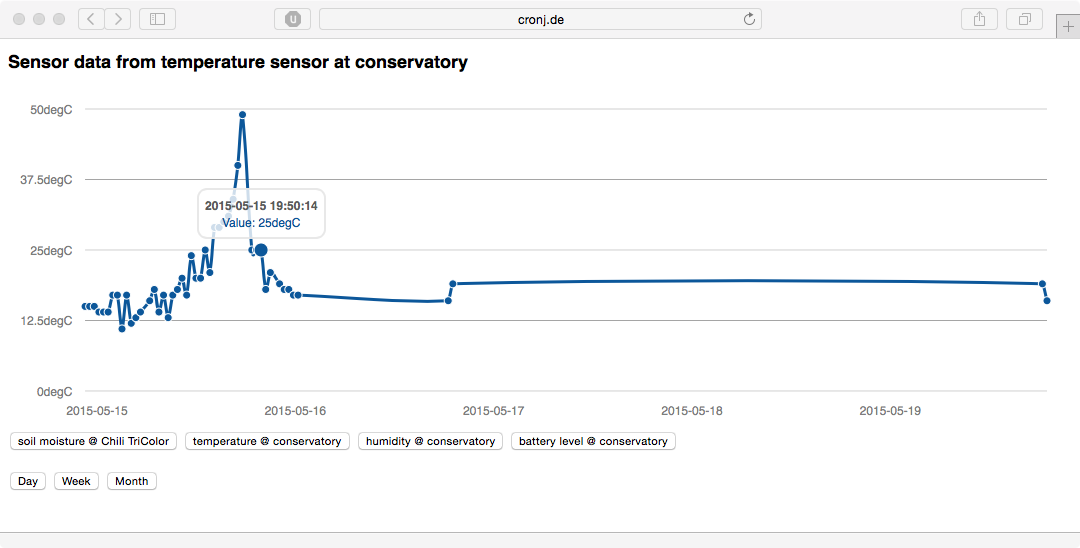 cronj.de
Sensor data from temperature sensor at conservatory
50degC
37.5degC
2015-05-15 19:50:14
Value: 25degC
25degC
12.5degC
0degC
2015-05-15 2015-05-16 2015-05-17 2015-05-18 2015-05-19
soil moisture @ Chili TriColor temperature @ conservatory humidity @ conservatory battery level @ conservatory
Day Week Month